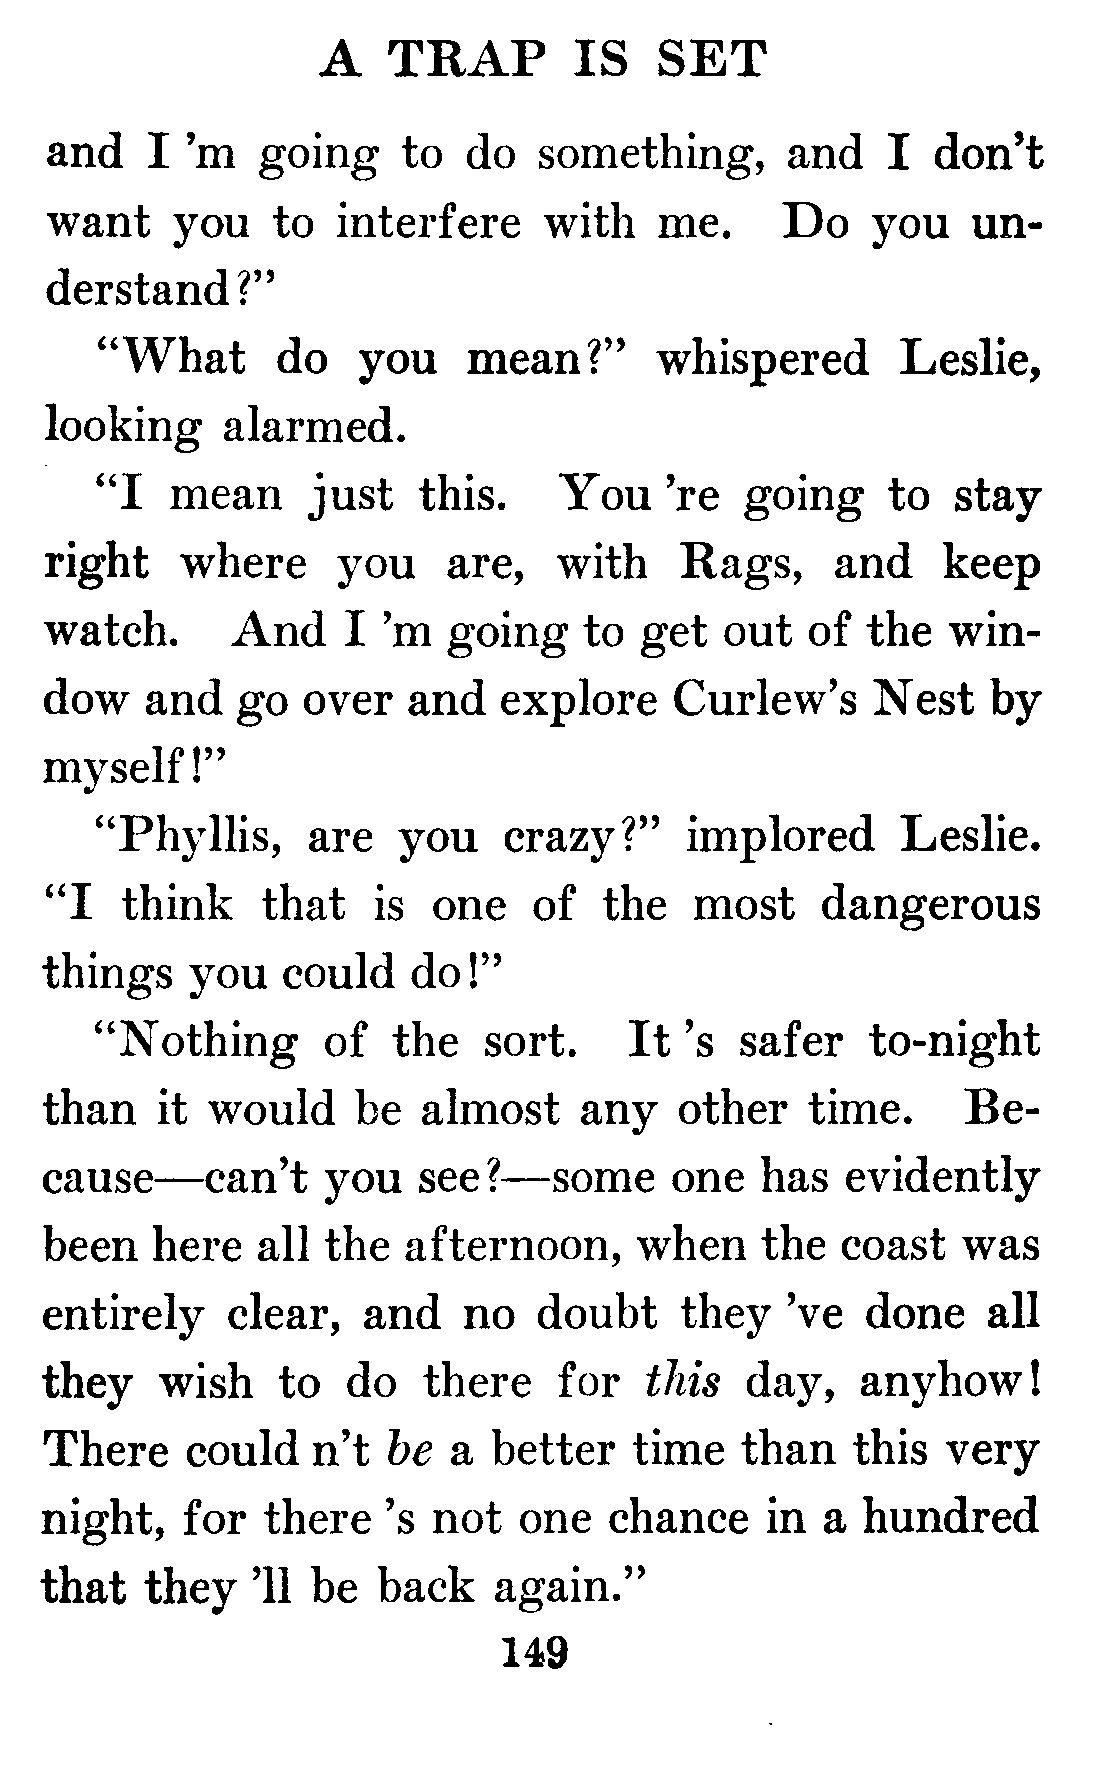 A TRAP IS SET
and I 'm going to do something, and I don't
want you to interfere with me. Do you un-
derstand?"
"What do you mean?" whispered Leslie,
looking alarmed.
"I mean just this. You 're going to stay
right where you are, with Rags, and keep
watch. And I 'm going to get out of the win-
dow and go over and explore Curlew's Nest by
myself!"
"Phyllis, are you crazy?" implored Leslie.
"I think that is one of the most dangerous
things you could do!"
"Nothing of the sort. It 's safer to-night
than it would be almost any other time. Be-
cause—can't you see?—some one has evidently
been here all the afternoon, when the coast was
entirely clear, and no doubt they 've done all
they wish to do there for this day, anyhow!
There could n't be a better time than this very
night, for there 's not one chance in a hundred
that they 'll be back again."
149